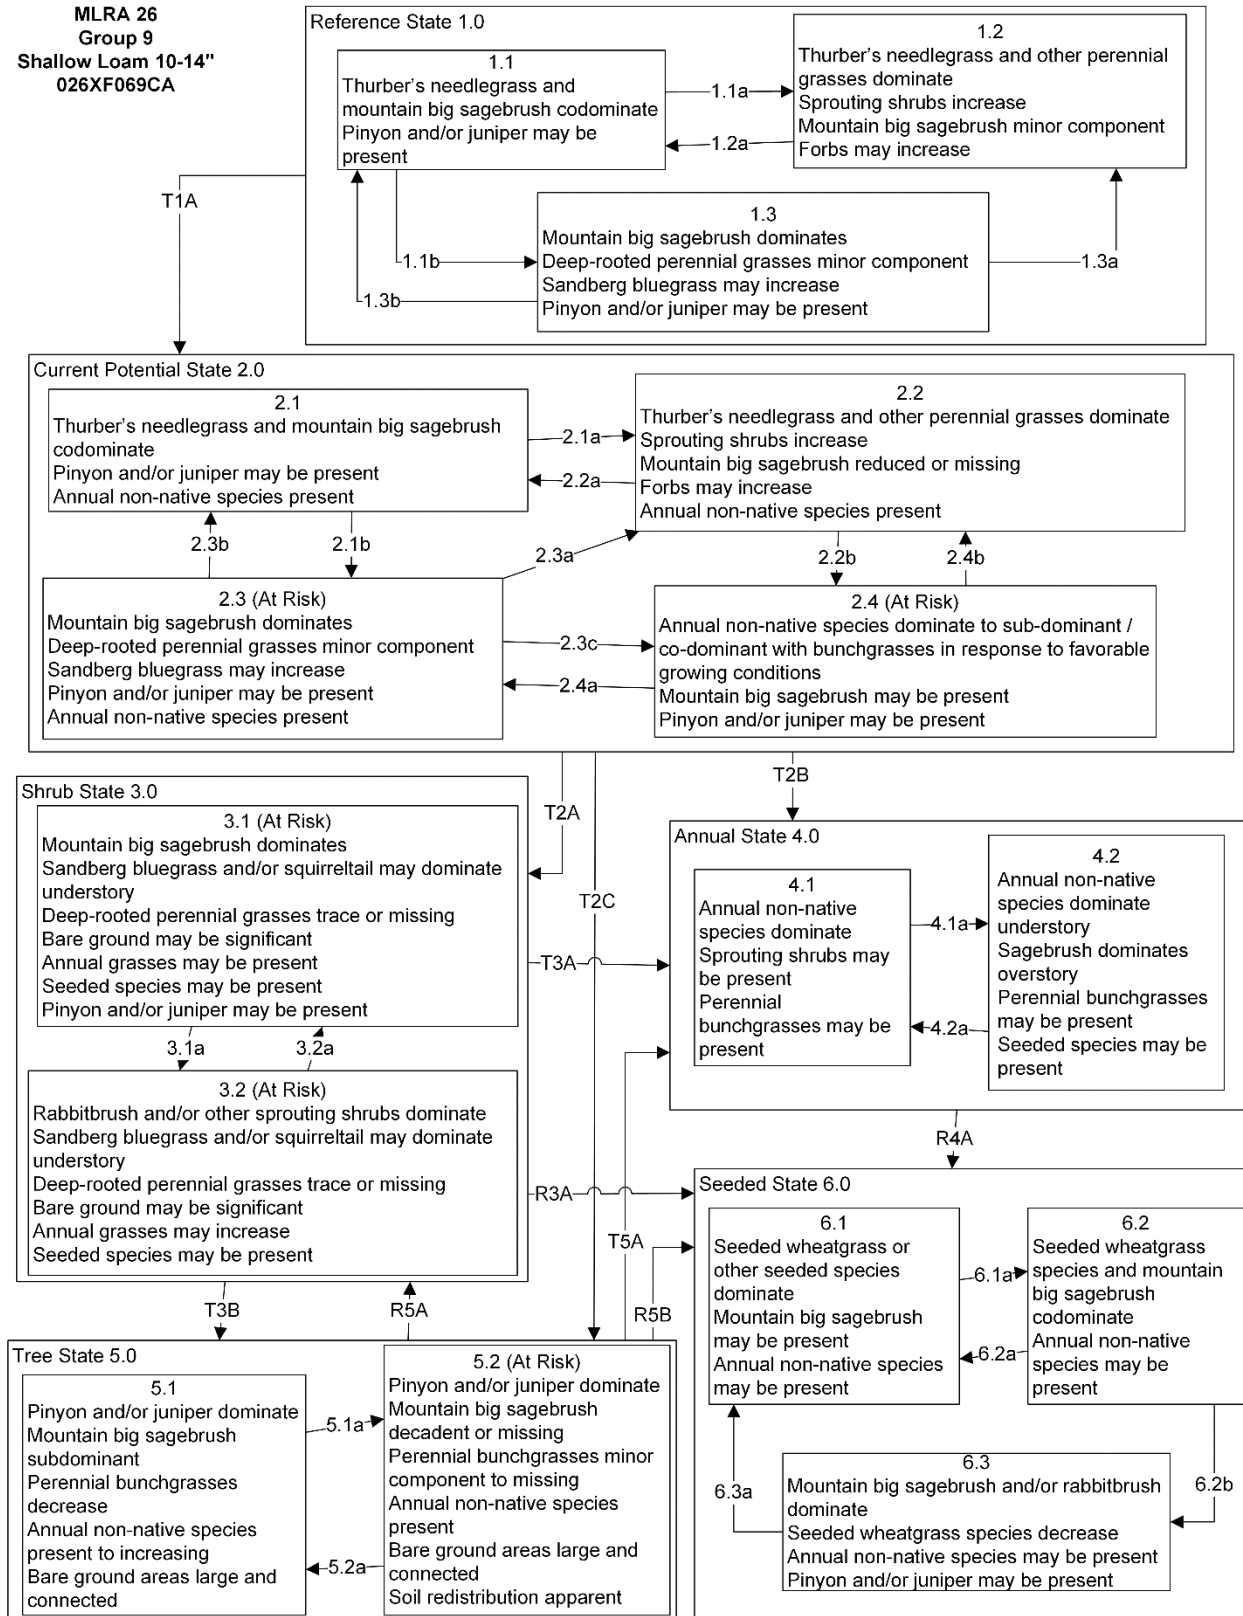 MLRA 26
Group 9
Shallow Loam 10-14"
026XF069CA
Reference State 1.0
1.1
Thurber's needlegrass and
mountain big sagebrush codominate
Pinyon and/or juniper may be
present
1.1a
1.2a
1.2
Thurber's needlegrass and other perennial
grasses dominate
Sprouting shrubs increase
Mountain big sagebrush minor component
Forbs may increase
T1A
1.1b
1.3b
1.3
Mountain big sagebrush dominates
Deep-rooted perennial grasses minor component
Sandberg bluegrass may increase
Pinyon and/or juniper may be present
1.3a
Current Potential State 2.0
2.1
Thurber's needlegrass and mountain big sagebrush
codominate
Pinyon and/or juniper may be present
Annual non-native species present
2.1a
2.2a
2.2
Thurber's needlegrass and other perennial grasses dominate
Sprouting shrubs increase
Mountain big sagebrush reduced or missing
Forbs may increase
Annual non-native species present
2.3b
2.1b
2.3a
2.2b
2.4b
2.3 (At Risk)
Mountain big sagebrush dominates
Deep-rooted perennial grasses minor component
Sandberg bluegrass may increase
Pinyon and/or juniper may be present
Annual non-native species present
2.3c
2.4a
2.4 (At Risk)
Annual non-native species dominate to sub-dominant /
co-dominant with bunchgrasses in response to favorable
growing conditions
Mountain big sagebrush may be present
Pinyon and/or juniper may be present
T2A
T2C
T2B
Shrub State 3.0
3.1 (At Risk)
Mountain big sagebrush dominates
Sandberg bluegrass and/or squirreltail may dominate
understory
Deep-rooted perennial grasses trace or missing
Bare ground may be significant
Annual grasses may be present
Seeded species may be present
Pinyon and/or juniper may be present
3.1a
3.2a
3.2 (At Risk)
Rabbitbrush and/or other sprouting shrubs dominate
Sandberg bluegrass and/or squirreltail may dominate
understory
Deep-rooted perennial grasses trace or missing
Bare ground may be significant
Annual grasses may increase
Seeded species may be present
T3A
R3A
T5A
R5B
Annual State 4.0
4.1
Annual non-native
species dominate
Sprouting shrubs may
be present
Perennial
bunchgrasses may be
present
4.1a
4.2a
4.2
Annual non-native
species dominate
understory
Sagebrush dominates
overstory
Perennial bunchgrasses
may be present
Seeded species may be
present
R4A
T3B
R5A
Tree State 5.0
5.1
Pinyon and/or juniper dominate
Mountain big sagebrush
subdominant
Perennial bunchgrasses
decrease
Annual non-native species
present to increasing
Bare ground areas large and
connected
5.1a
5.2a
5.2 (At Risk)
Pinyon and/or juniper dominate
Mountain big sagebrush
decadent or missing
Perennial bunchgrasses minor
component to missing
Annual non-native species
present
Bare ground areas large and
connected
Soil redistribution apparent
Seeded State 6.0
6.1
Seeded wheatgrass or
other seeded species
dominate
Mountain big sagebrush
may be present
Annual non-native species
may be present
6.1a
6.2a
6.2
Seeded wheatgrass
species and mountain
big sagebrush
codominate
Annual non-native
species may be
present
6.3a
6.2b
6.3
Mountain big sagebrush and/or rabbitbrush
dominate
Seeded wheatgrass species decrease
Annual non-native species may be present
Pinyon and/or juniper may be present